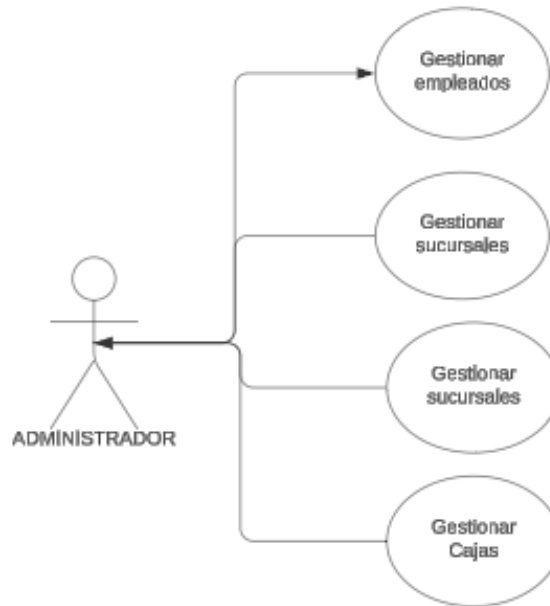 Gestionar
empleados
Gestionar
sucursales
Gestionar
sucursales
ADMINISTRADOR
Gestionar
Cajas